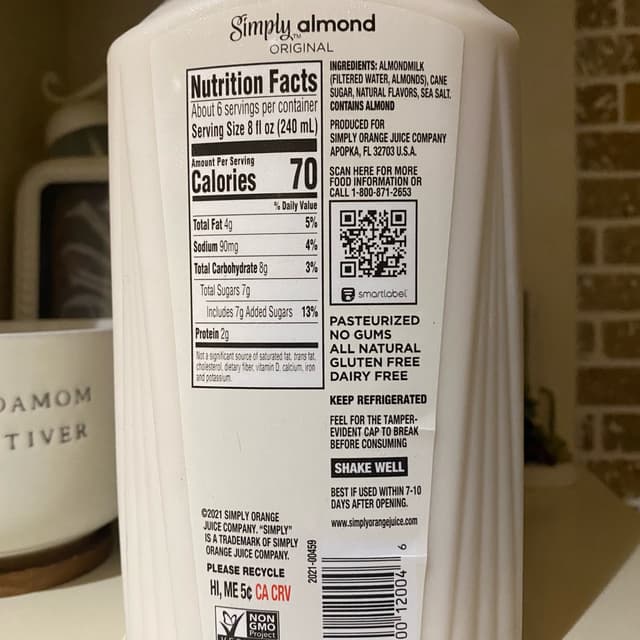 Simply almond
ORIGINAL
Nutrition Facts
About 6 servings per container
Serving Size 8 fl oz (240 mL)
Amount Per Serving
Calories 70
% Daily Value
Total Fat 4g 5%
Sodium 90mg 4%
Total Carbohydrate 8g 3%
Total Sugars 7g
Includes 7g Added Sugars 13%
Protein 2g
Not a significant source of saturated fat, trans fat,
cholesterol, dietary fiber, vitamin D, calcium, iron
and potassium.
INGREDIENTS: ALMONDMILK
(FILTERED WATER, ALMONDS), CANE
SUGAR, NATURAL FLAVORS, SEA SALT.
CONTAINS ALMOND
PRODUCED FOR
SIMPLY ORANGE JUICE COMPANY
APOPKA, FL 32703 U.S.A.
SCAN HERE FOR MORE
FOOD INFORMATION OR
CALL 1-800-871-2653
smartlabel
PASTEURIZED
NO GUMS
ALL NATURAL
GLUTEN FREE
DAIRY FREE
KEEP REFRIGERATED
FEEL FOR THE TAMPER-
EVIDENT CAP TO BREAK
BEFORE CONSUMING
SHAKE WELL
BEST IF USED WITHIN 7-10
DAYS AFTER OPENING.
www.simplyorangejuice.com
©2021 SIMPLY ORANGE
JUICE COMPANY. "SIMPLY"
IS A TRADEMARK OF SIMPLY
ORANGE JUICE COMPANY.
PLEASE RECYCLE
HI, ME 5¢ CA CRV
2021-00459
NON
GMO
Project
00"12004 6
DAMOM
TIVER